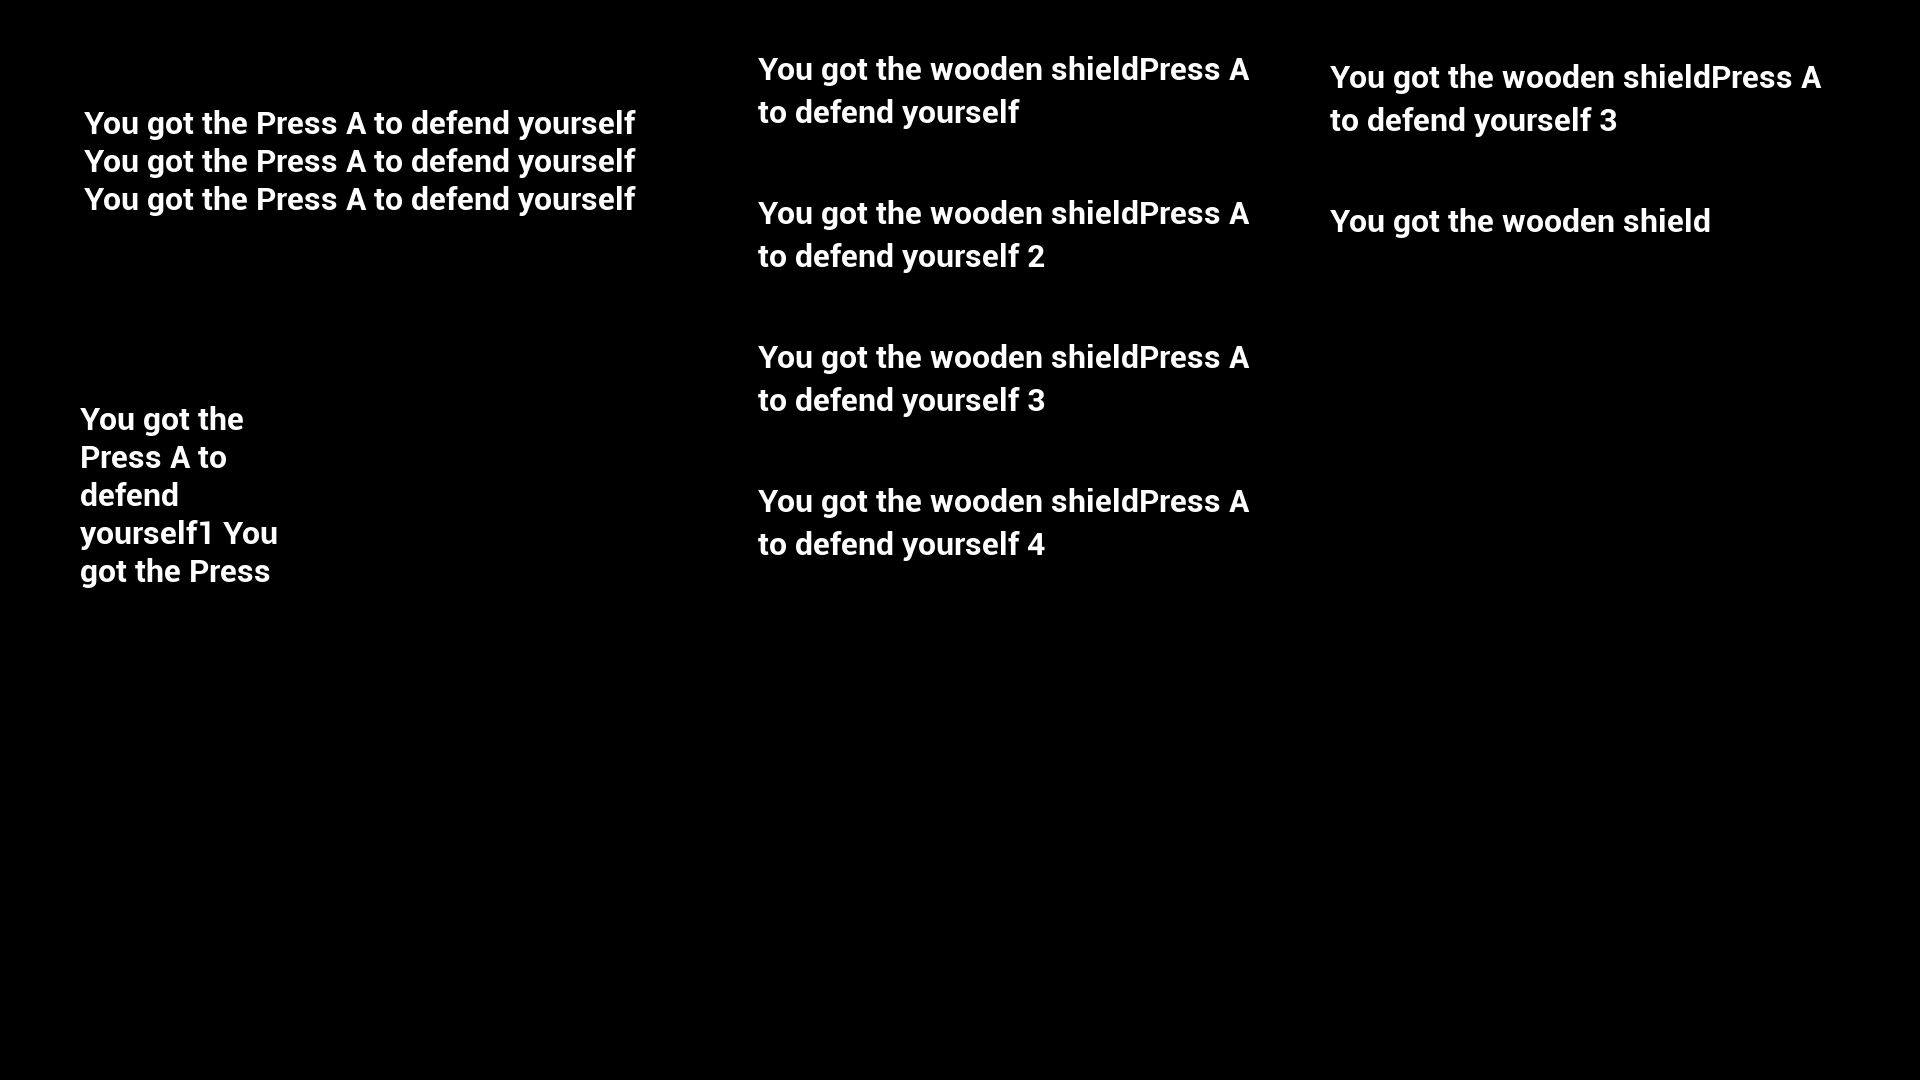 You got the Press A to defend yourself
You got the Press A to defend yourself
You got the Press A to defend yourself
You got the
Press A to
defend
yourself1 You
got the Press
You got the wooden shieldPress A
to defend yourself
You got the wooden shieldPress A
to defend yourself 2
You got the wooden shieldPress A
to defend yourself 3
You got the wooden shieldPress A
to defend yourself 4
You got the wooden shieldPress A
to defend yourself 3
You got the wooden shield